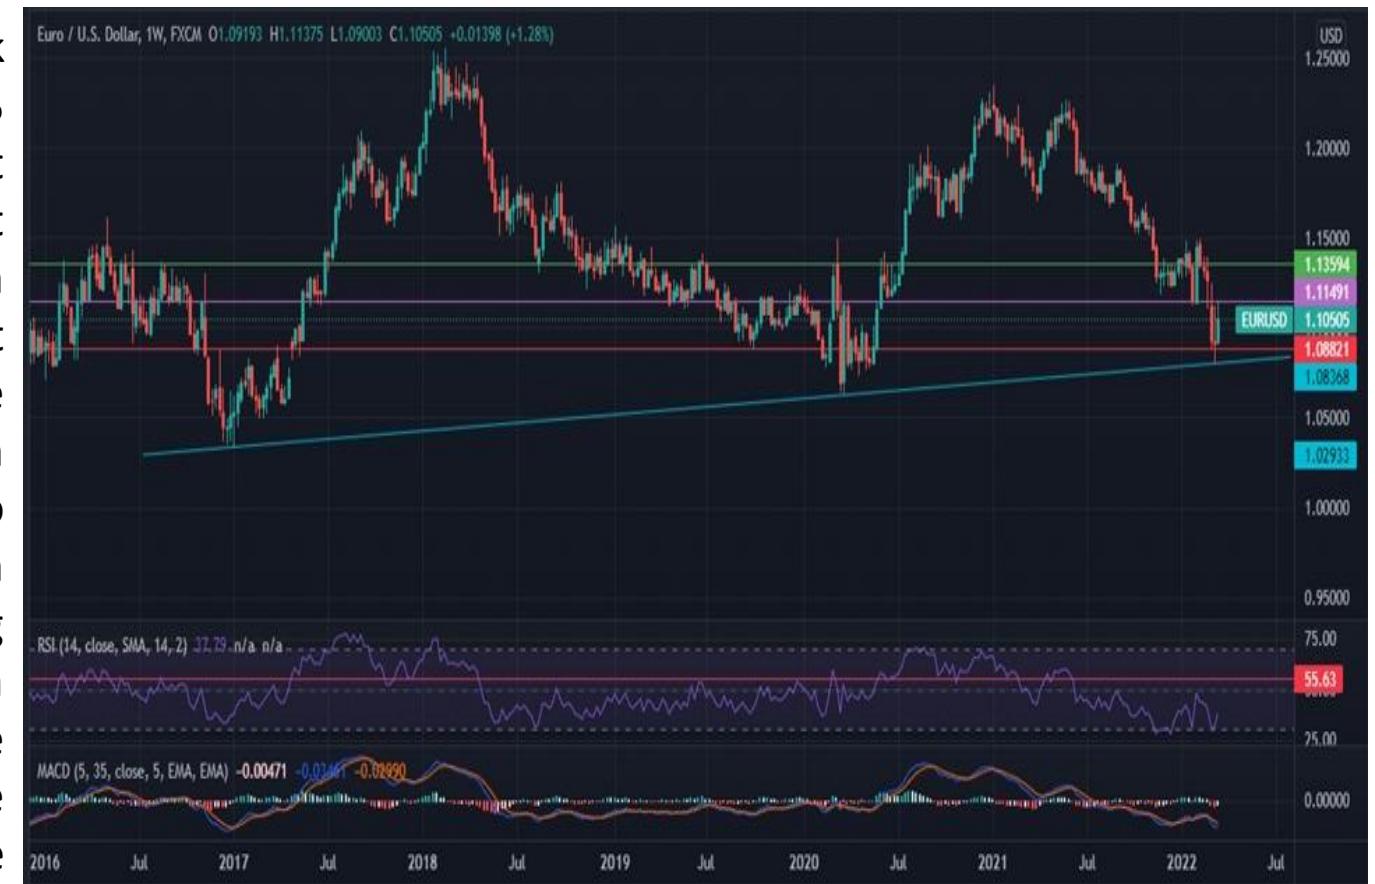 Euro / U.S. Dollar, 1W, FXCM O1.09193 H1.11375 L1.09003 C1.10505 +0.01398 (+1.28%)
USD
1.25000
1.20000
1.15000
1.13594
1.11491
EURUSD 1.10505
1.08821
1.08368
1.05000
1.02933
1.00000
0.95000
RSI (14, close, SMA, 14, 2) 37.79 n/a n/a
75.00
55.63
25.00
MACD (5, 35, close, 5, EMA, EMA) -0.00471 -0.02990
0.00000
2016 Jul 2017 Jul 2018 Jul 2019 Jul 2020 Jul 2021 Jul 2022 Jul